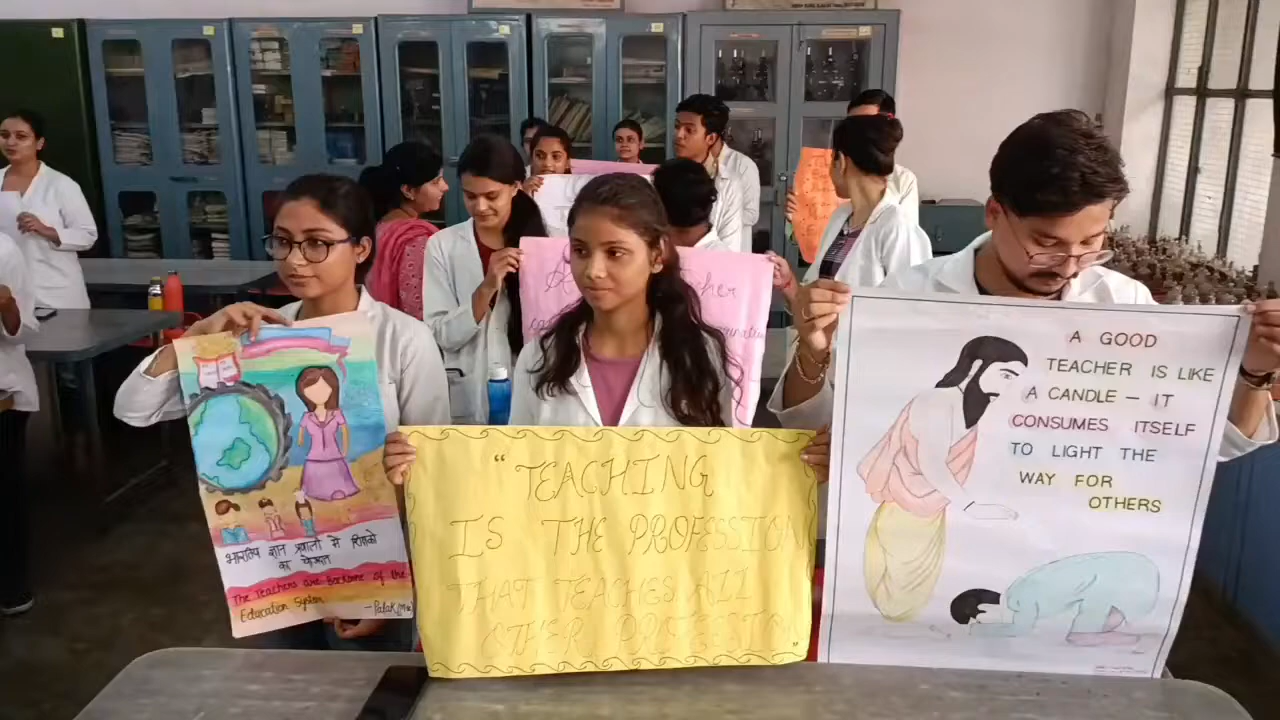 भारतीय ज्ञान प्रणाली में शिक्षको
का
The Teachers are Backbone of the
Education System
- Palak
"TEACHING
IS THE PROFESSION
THAT TEACHES ALL
OTHER PROFESSION"
A GOOD
TEACHER IS LIKE
A CANDLE – IT
CONSUMES ITSELF
TO LIGHT THE
WAY FOR
OTHERS